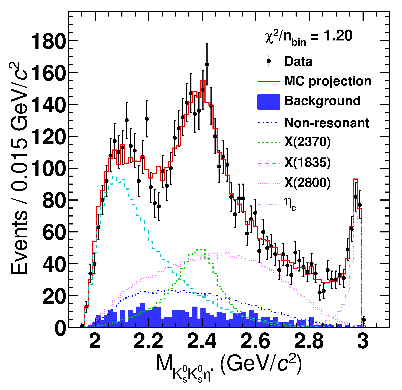 χ²/n_bin = 1.20
Data
MC projection
Background
Non-resonant
X(2370)
X(1835)
X(2800)
η_c
Events / 0.015 GeV/c²
160
140
120
100
80
60
40
20
0
2 2.2 2.4 2.6 2.8 3
M_{K⁰_S K⁰_S η'} (GeV/c²)